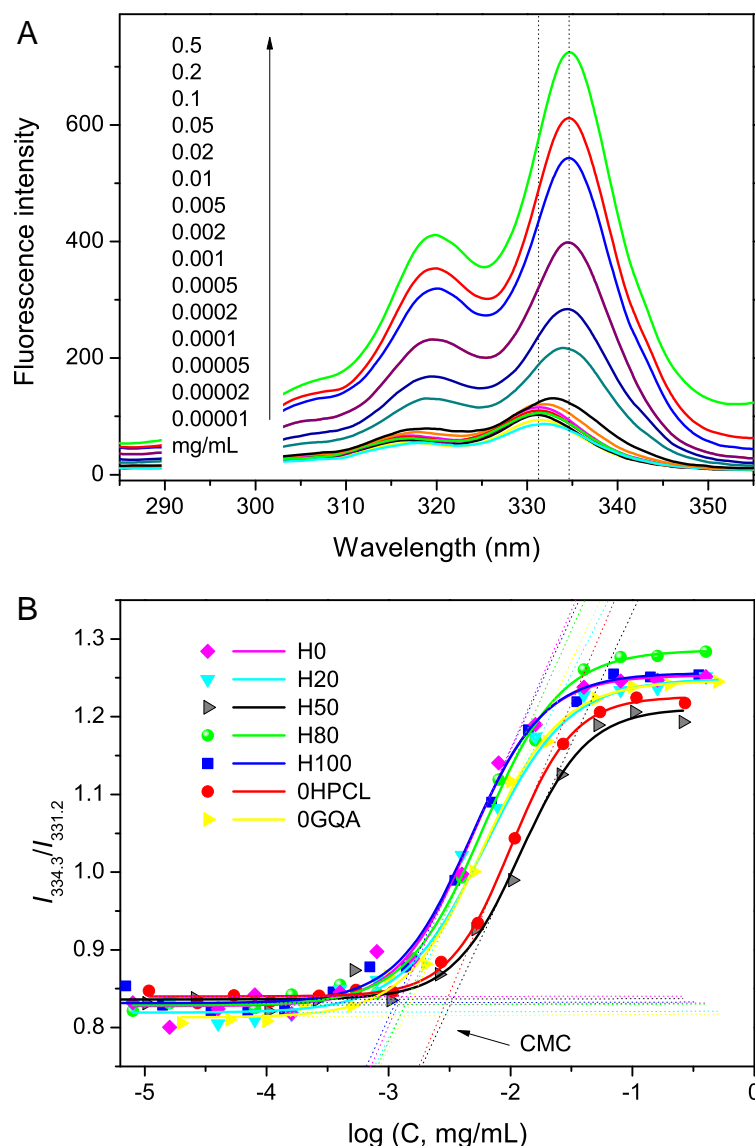 A
0.5
0.2
0.1
0.05
0.02
0.01
0.005
0.002
0.001
0.0005
0.0002
0.0001
0.00005
0.00002
0.00001
mg/mL
Fluorescence intensity
600
400
200
0
290 300 310 320 330 340 350
Wavelength (nm)
B
H0
H20
H50
H80
H100
0HPCL
0GQA
I334.3/I331.2
1.3
1.2
1.1
1.0
0.9
0.8
CMC
-5 -4 -3 -2 -1 0
log (C, mg/mL)